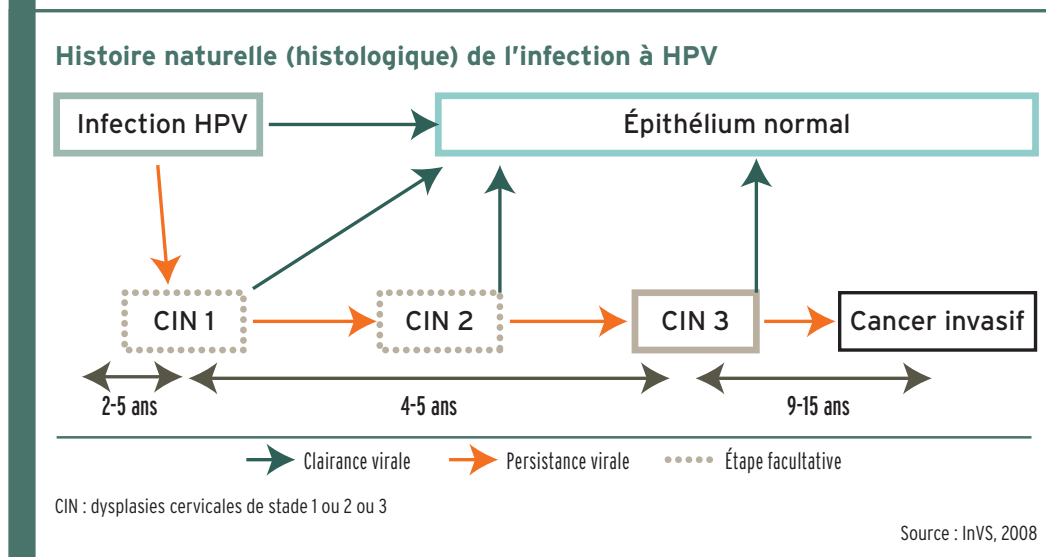 Histoire naturelle (histologique) de l'infection à HPV
Infection HPV
Épithélium normal
CIN 1
CIN 2
CIN 3
Cancer invasif
2-5 ans
4-5 ans
9-15 ans
Clairance virale
Persistance virale
Étape facultative
CIN : dysplasies cervicales de stade 1 ou 2 ou 3
Source : InVS, 2008